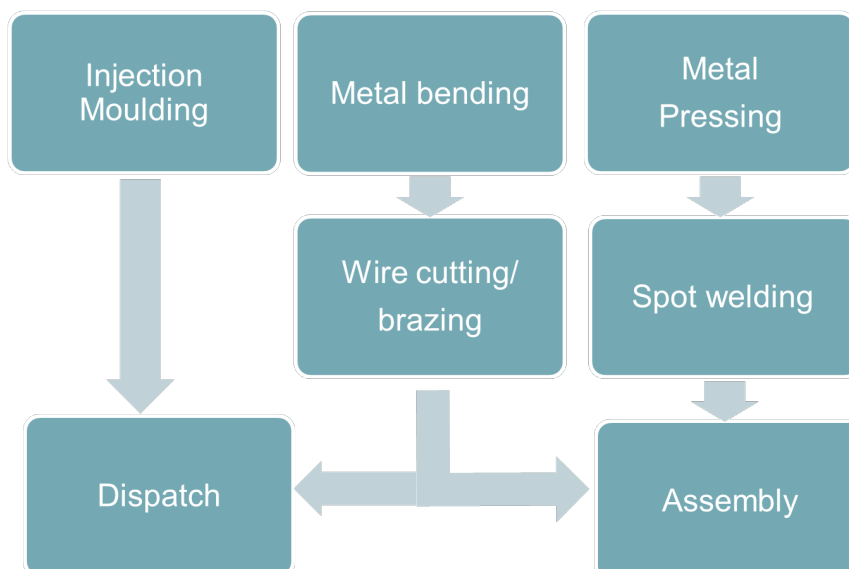 Injection
Moulding
Metal bending
Metal
Pressing
Wire cutting/
brazing
Spot welding
Dispatch
Assembly